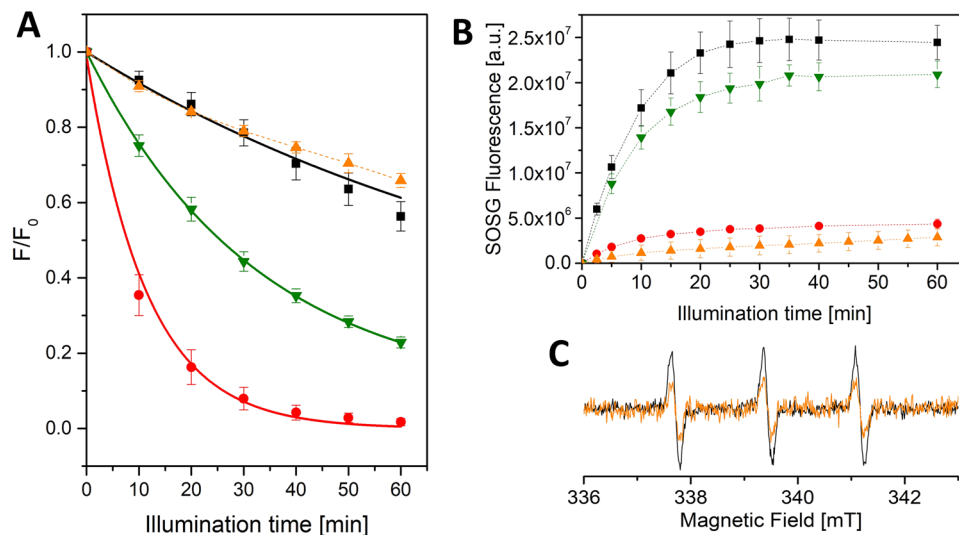 A
F/F0
1.0
0.8
0.6
0.4
0.2
0.0
0 10 20 30 40 50 60
Illumination time [min]
B
SOSG Fluorescence [a.u.]
2.5x10^7
2.0x10^7
1.5x10^7
1.0x10^7
5.0x10^6
0.0
0 10 20 30 40 50 60
Illumination time [min]
C
336 338 340 342
Magnetic Field [mT]